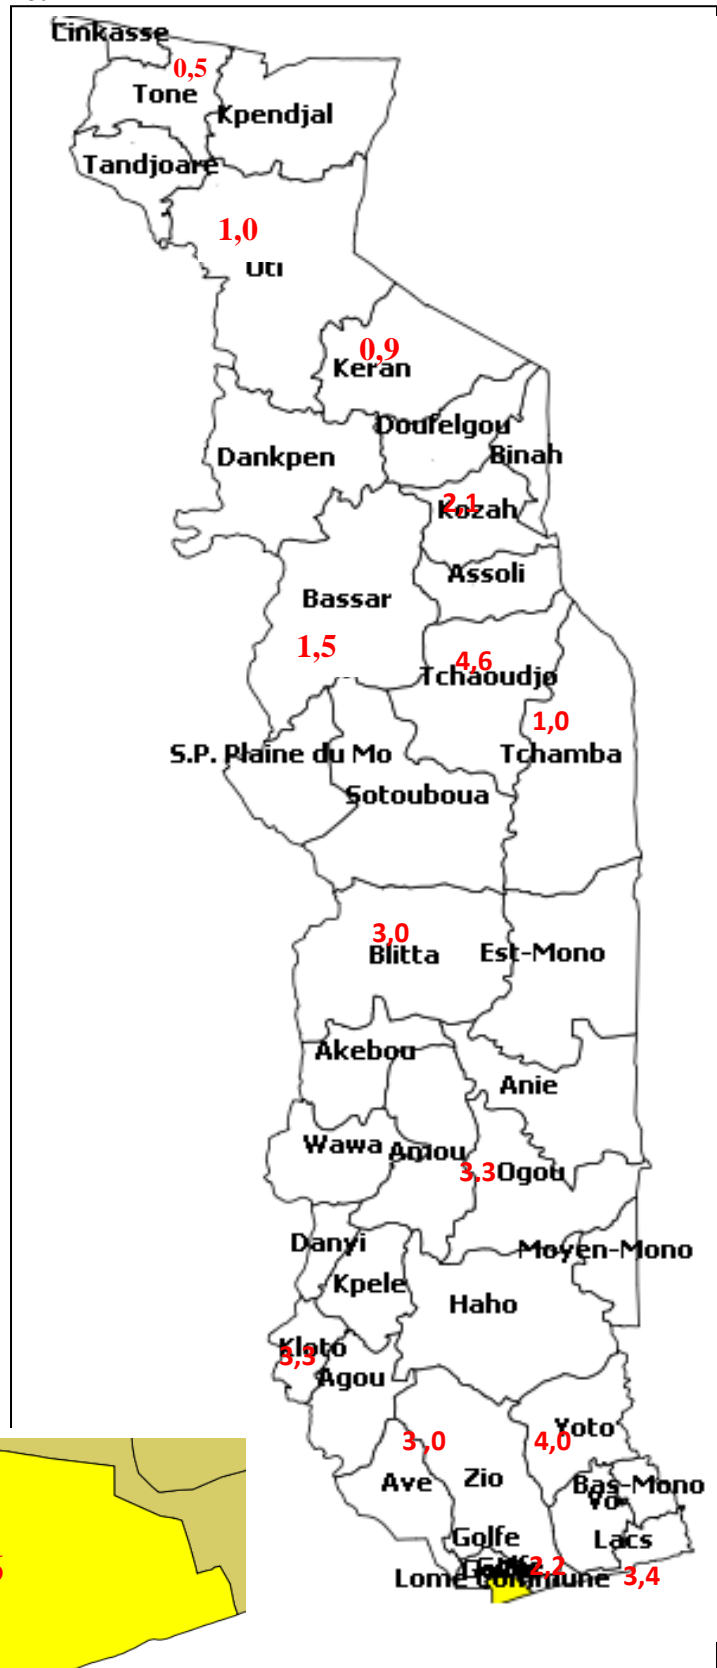 Cinkasse
0,5
Tone
Kpendjal
Tandjoare
1,0
Oti
0,9
Keran
Doufelgou
Dankpen
Binah
2,1
Kozah
Assoli
Bassar
1,5
4,6
Tchaoudjo
1,0
S.P. Plaine du Mo
Tchamba
Sotouboua
3,0
Blitta
Est-Mono
Akebou
Anie
Wawa
Amou
3,3
Ogou
Danyi
Moyen-Mono
Kpele
Haho
Kloto
3,3
Agou
Yoto
3,0
4,0
Ave
Zio
Bas-Mono
Vo
Golfe
Lacs
2,2
Lome Commune
3,4